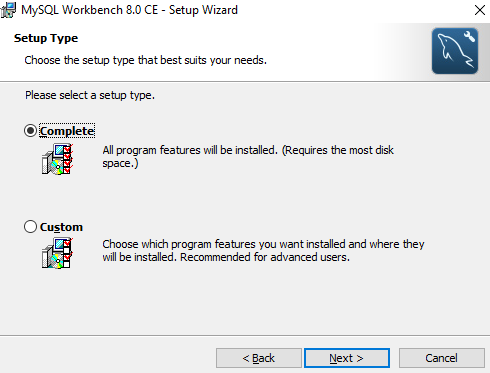 MySQL Workbench 8.0 CE - Setup Wizard
Setup Type
Choose the setup type that best suits your needs.
Please select a setup type.
Complete
All program features will be installed. (Requires the most disk
space.)
Custom
Choose which program features you want installed and where they
will be installed. Recommended for advanced users.
< Back
Next >
Cancel